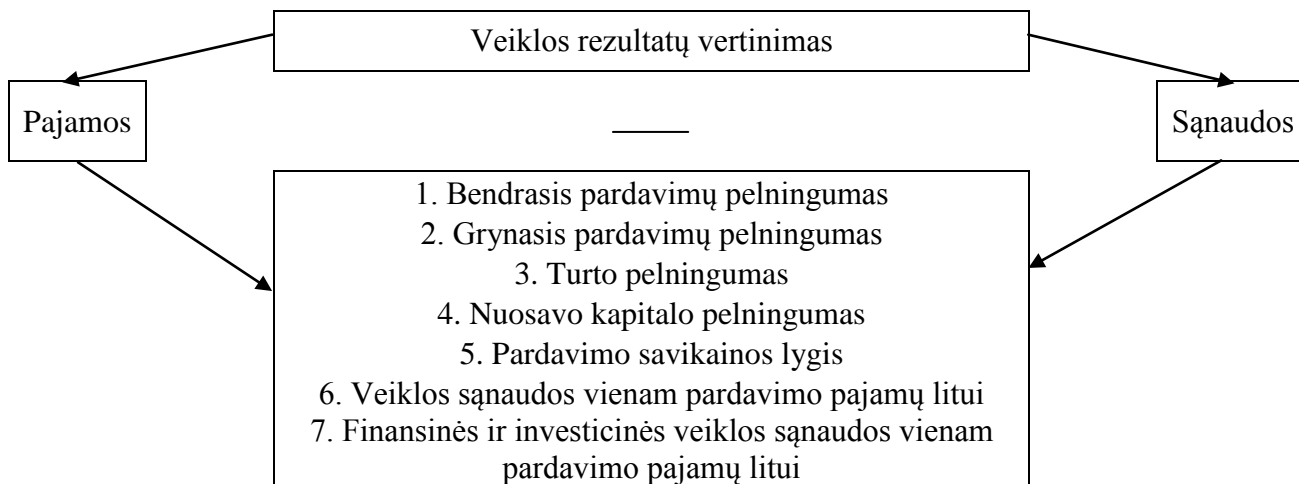 Veiklos rezultatų vertinimas
Pajamos
Sąnaudos
1. Bendrasis pardavimų pelningumas
2. Grynasis pardavimų pelningumas
3. Turto pelningumas
4. Nuosavo kapitalo pelningumas
5. Pardavimo savikainos lygis
6. Veiklos sąnaudos vienam pardavimo pajamų litui
7. Finansinės ir investicinės veiklos sąnaudos vienam
pardavimo pajamų litui